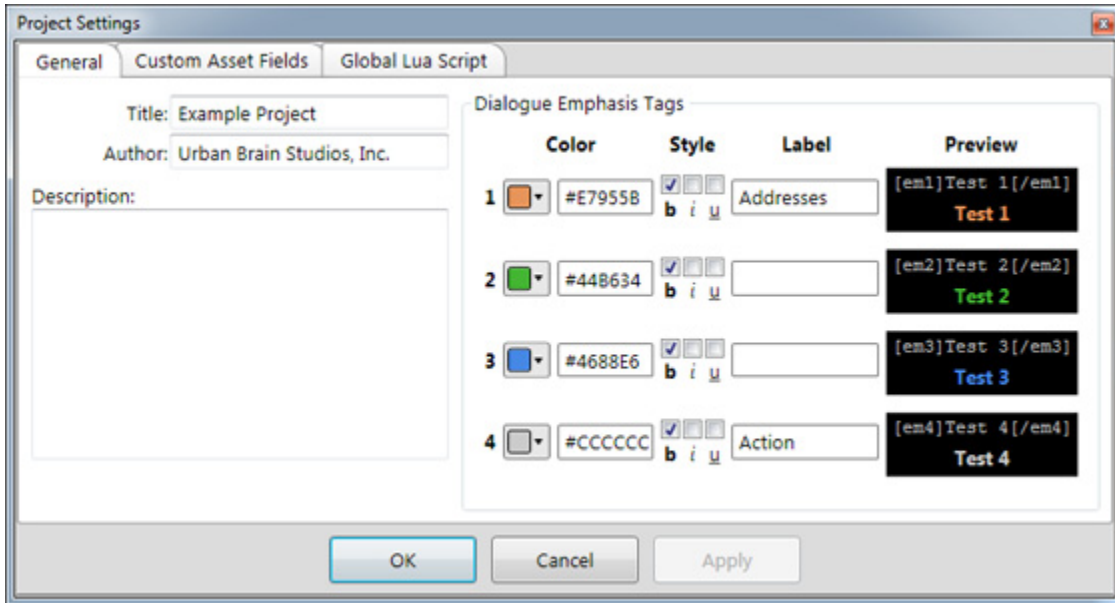 Project Settings
General Custom Asset Fields Global Lua Script
Title: Example Project
Author: Urban Brain Studios, Inc.
Description:
Dialogue Emphasis Tags
Color Style Label Preview
1 #E7955B b i u Addresses [em1]Test 1[/em1]
Test 1
2 #44B634 b i u [em2]Test 2[/em2]
Test 2
3 #4688E6 b i u [em3]Test 3[/em3]
Test 3
4 #CCCCCC b i u Action [em4]Test 4[/em4]
Test 4
OK Cancel Apply